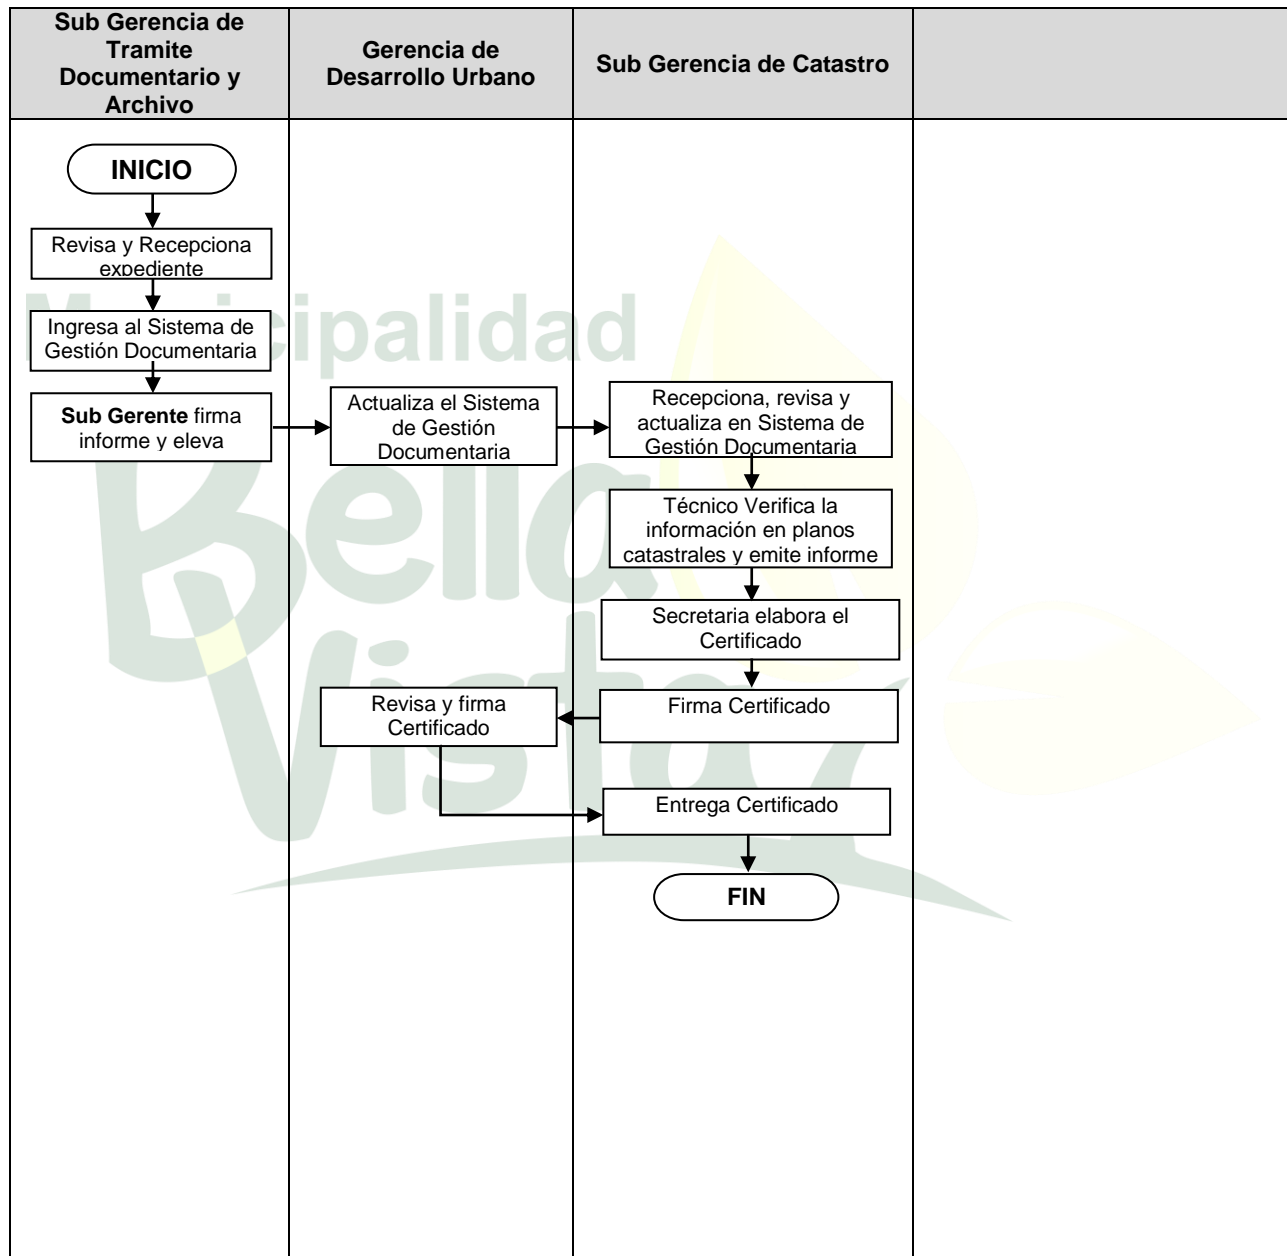 Sub Gerencia de
Tramite
Documentario y
Archivo
Gerencia de
Desarrollo Urbano
Sub Gerencia de Catastro
INICIO
Revisa y Recepciona
expediente
Ingresa al Sistema de
Gestión Documentaria
Sub Gerente firma
informe y eleva
Actualiza el Sistema
de Gestión
Documentaria
Recepciona, revisa y
actualiza en Sistema de
Gestión Documentaria
Técnico Verifica la
información en planos
catastrales y emite informe
Secretaria elabora el
Certificado
Firma Certificado
Revisa y firma
Certificado
Entrega Certificado
FIN
Municipalidad
Bella
Vista